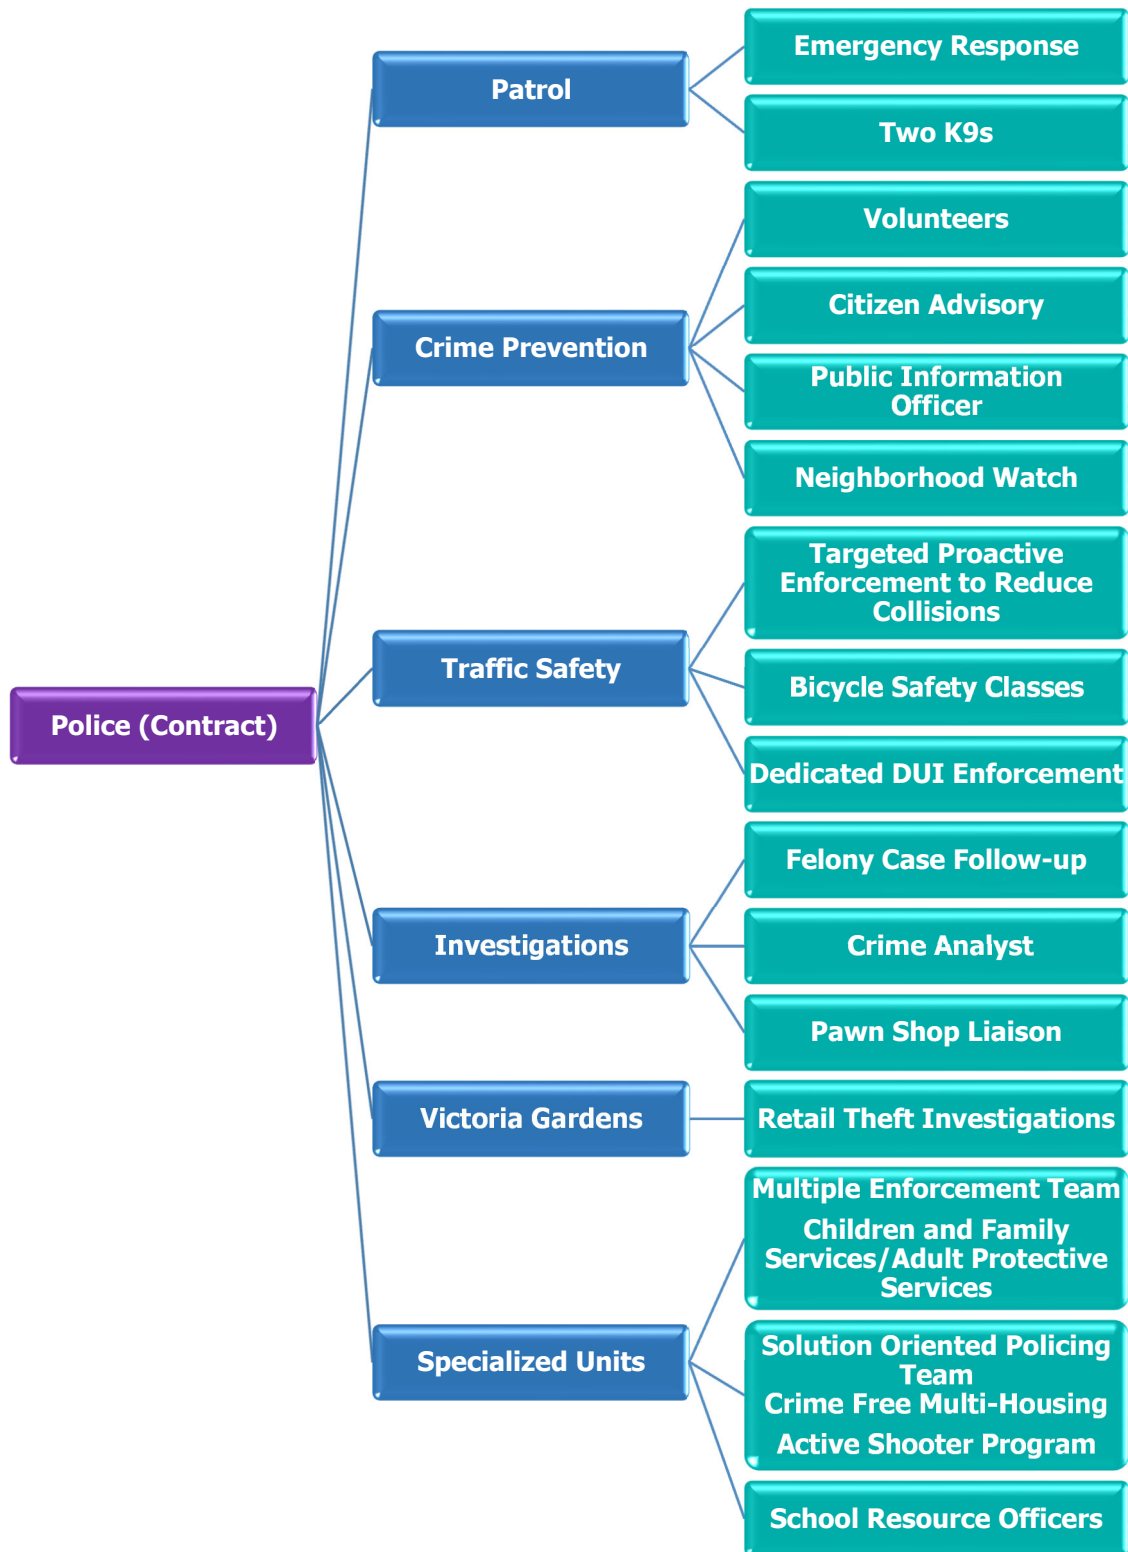 Emergency Response
Patrol
Two K9s
Volunteers
Citizen Advisory
Crime Prevention
Public Information
Officer
Neighborhood Watch
Targeted Proactive
Enforcement to Reduce
Collisions
Traffic Safety
Bicycle Safety Classes
Police (Contract)
Dedicated DUI Enforcement
Felony Case Follow-up
Investigations
Crime Analyst
Pawn Shop Liaison
Victoria Gardens
Retail Theft Investigations
Multiple Enforcement Team
Children and Family
Services/Adult Protective
Services
Specialized Units
Solution Oriented Policing
Team
Crime Free Multi-Housing
Active Shooter Program
School Resource Officers